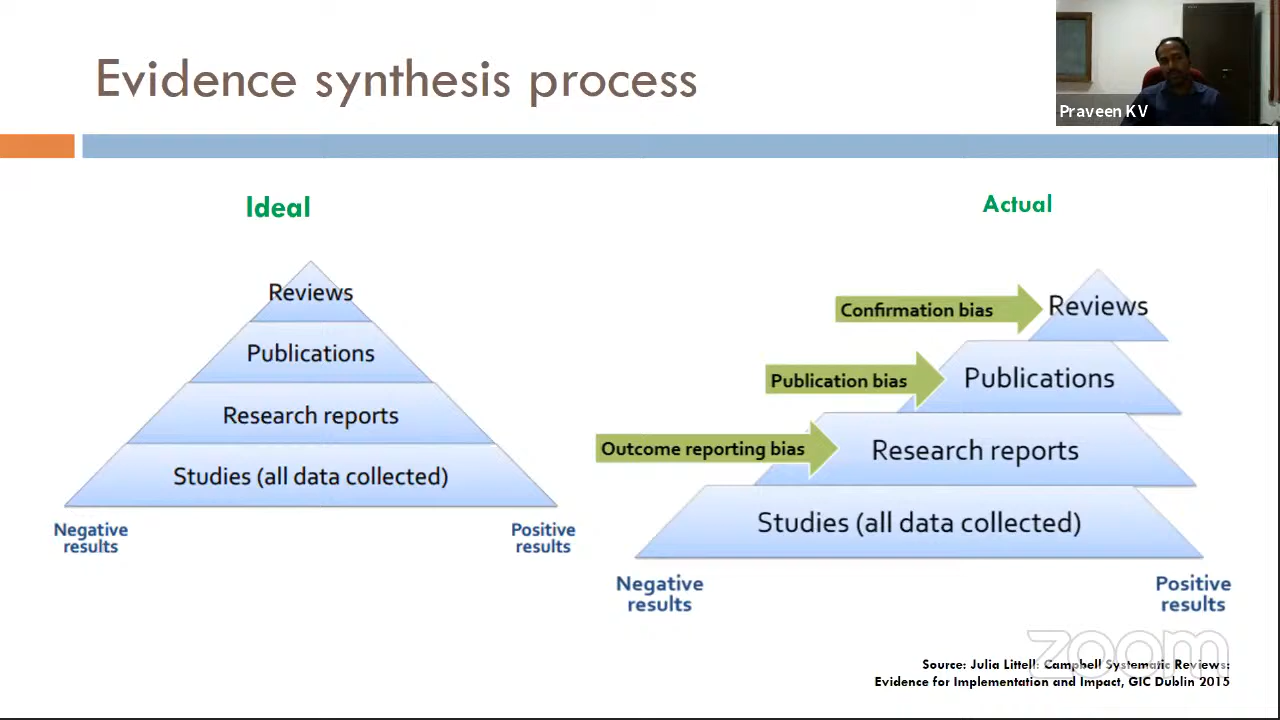 Evidence synthesis process
Praveen KV
Ideal
Actual
Reviews
Publications
Research reports
Studies (all data collected)
Negative
results
Positive
results
Confirmation bias
Reviews
Publication bias
Publications
Outcome reporting bias
Research reports
Studies (all data collected)
Negative
results
Positive
results
zoom
Source: Julia Littell: Campbell Systematic Reviews:
Evidence for Implementation and Impact, GIC Dublin 2015